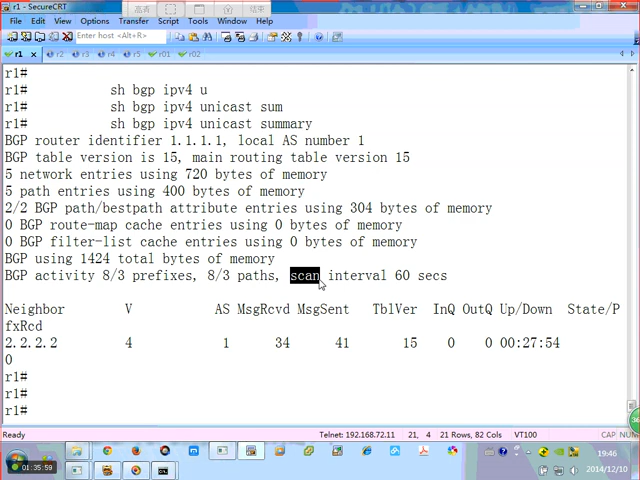 r1 - SecureCRT
高亮
结束
File Edit View Options Transfer Script Tools Window Help
Enter host <Alt+R>
r1 r2 r3 r4 r5 r01 r02
r1#
r1# sh bgp ipv4 u
r1# sh bgp ipv4 unicast sum
r1# sh bgp ipv4 unicast summary
BGP router identifier 1.1.1.1, local AS number 1
BGP table version is 15, main routing table version 15
5 network entries using 720 bytes of memory
5 path entries using 400 bytes of memory
2/2 BGP path/bestpath attribute entries using 304 bytes of memory
0 BGP route-map cache entries using 0 bytes of memory
0 BGP filter-list cache entries using 0 bytes of memory
BGP using 1424 total bytes of memory
BGP activity 8/3 prefixes, 8/3 paths, scan interval 60 secs
Neighbor V AS MsgRcvd MsgSent TblVer InQ OutQ Up/Down State/P
fxRcd
2.2.2.2 4 1 34 41 15 0 0 00:27:54
0
r1#
r1#
r1#
36
Ready Telnet: 192.168.72.11 21, 4 21 Rows, 82 Cols VT100 CAP NUM
19:46
01:35:59
2014/12/10